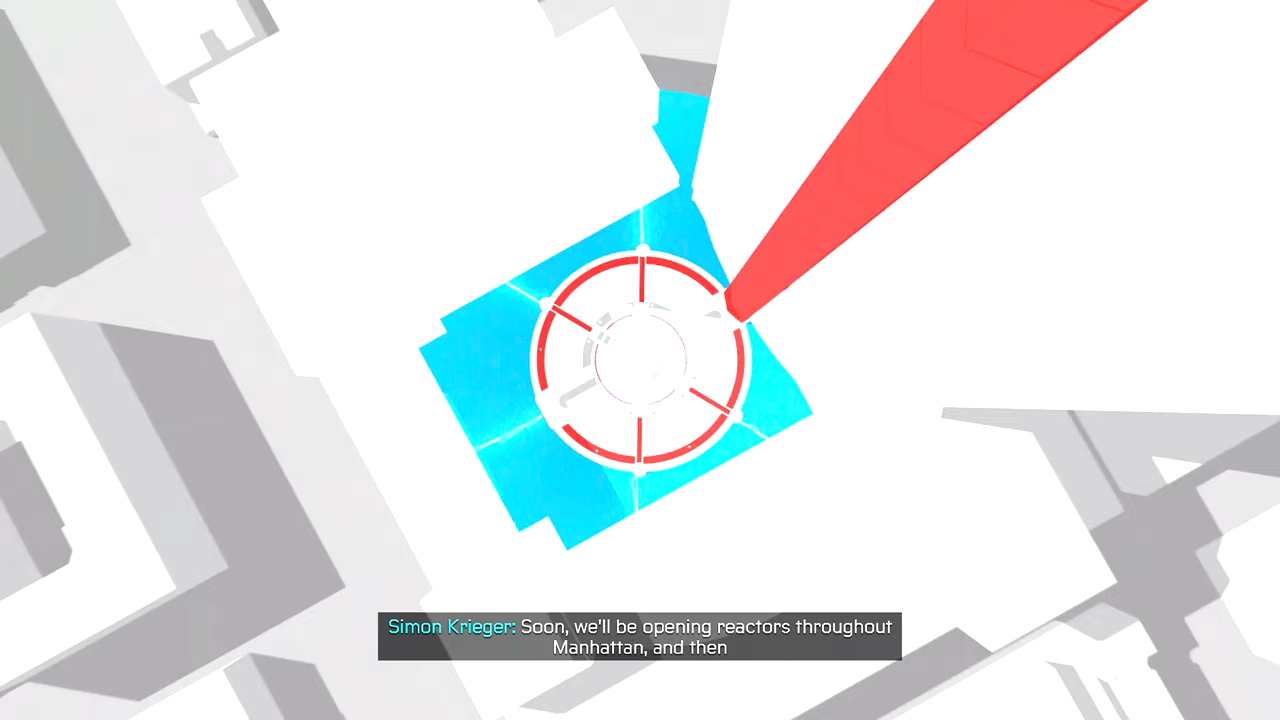 Simon Krieger: Soon, we'll be opening reactors throughout
Manhattan, and then